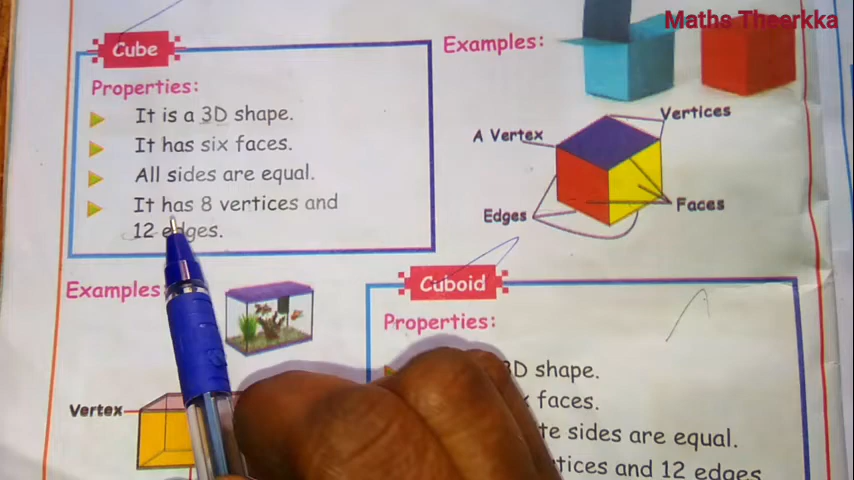 Maths Theerkka
Cube
Properties:
It is a 3D shape.
It has six faces.
All sides are equal.
It has 8 vertices and
12 edges.
Examples:
A Vertex
Vertices
Edges
Faces
Examples
Vertex
Cuboid
Properties:
3D shape.
faces.
sides are equal.
and 12 edges